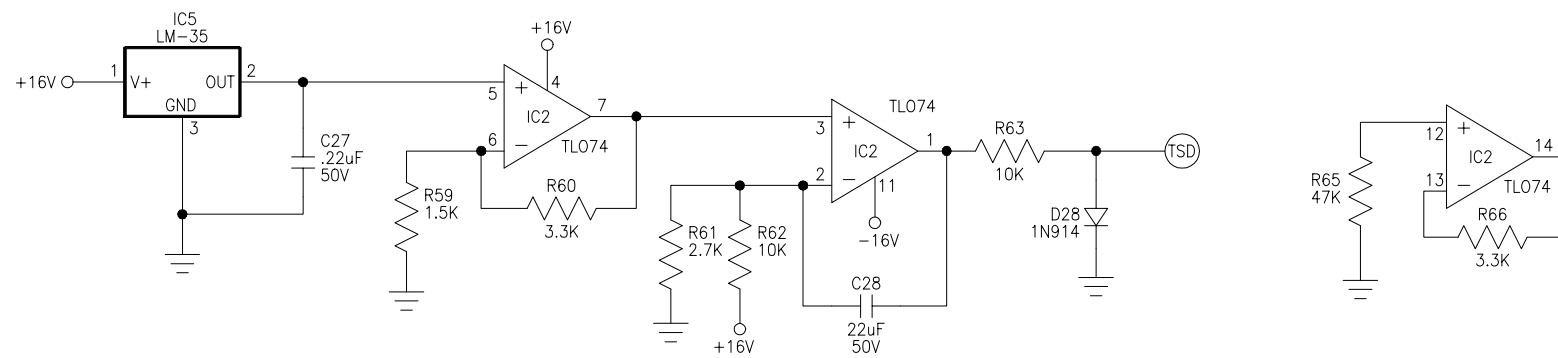 IC5
LM-35
+16V
1
V+
OUT
2
GND
3
C27
.22uF
50V
+16V
4
5
+
IC2
7
6
−
TL074
R59
1.5K
R60
3.3K
3
+
TL074
IC2
1
2
−
11
-16V
R61
2.7K
R62
10K
+16V
C28
22uF
50V
R63
10K
TSD
D28
1N914
R65
47K
12
+
IC2
14
13
−
TL074
R66
3.3K